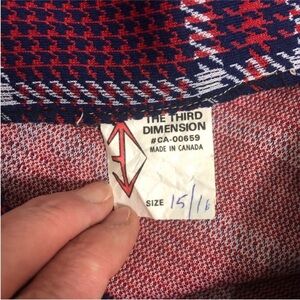 THE THIRD
DIMENSION
#CA-00659
MADE IN CANADA
SIZE 15/16